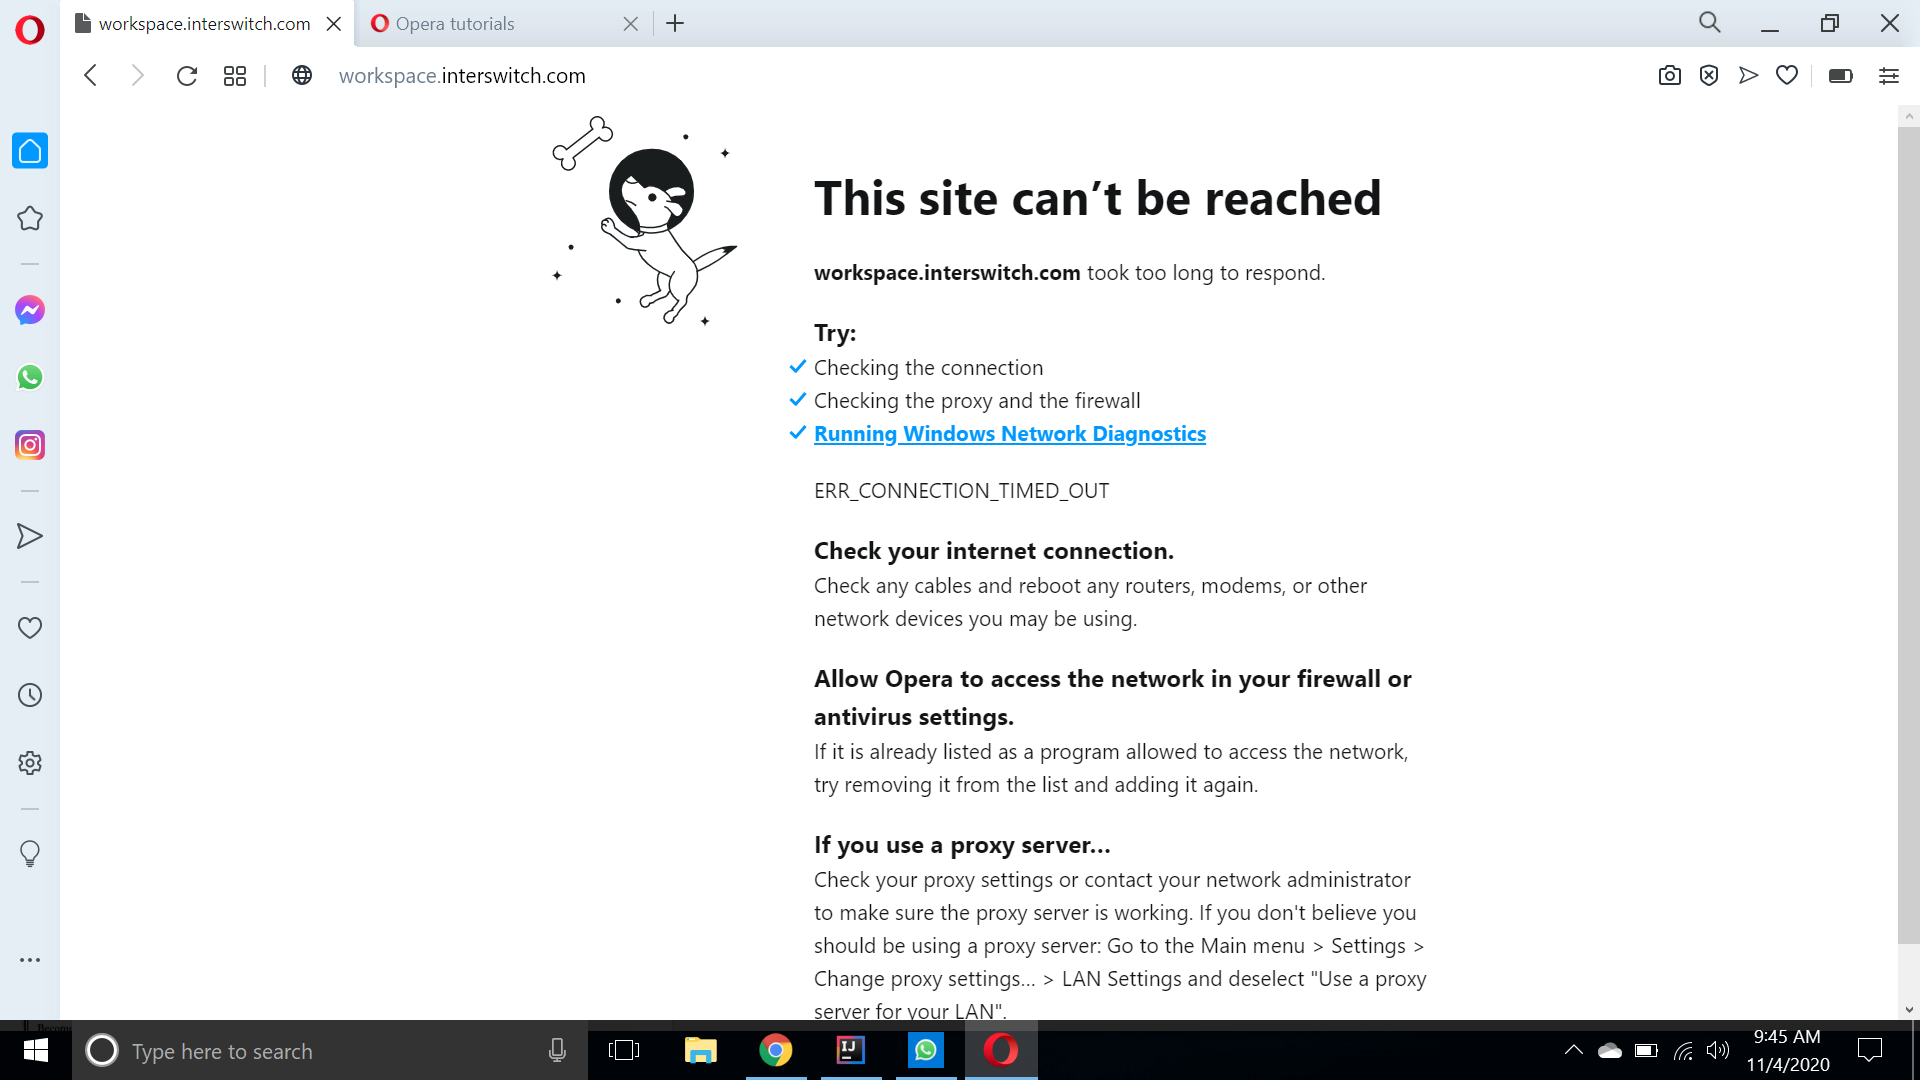 workspace.interswitch.com
Opera tutorials
workspace.interswitch.com
This site can’t be reached
workspace.interswitch.com took too long to respond.
Try:
Checking the connection
Checking the proxy and the firewall
Running Windows Network Diagnostics
ERR_CONNECTION_TIMED_OUT
Check your internet connection.
Check any cables and reboot any routers, modems, or other
network devices you may be using.
Allow Opera to access the network in your firewall or
antivirus settings.
If it is already listed as a program allowed to access the network,
try removing it from the list and adding it again.
If you use a proxy server…
Check your proxy settings or contact your network administrator
to make sure the proxy server is working. If you don't believe you
should be using a proxy server: Go to the Main menu > Settings >
Change proxy settings… > LAN Settings and deselect "Use a proxy
server for your LAN".
Type here to search
IJ
9:45 AM
11/4/2020